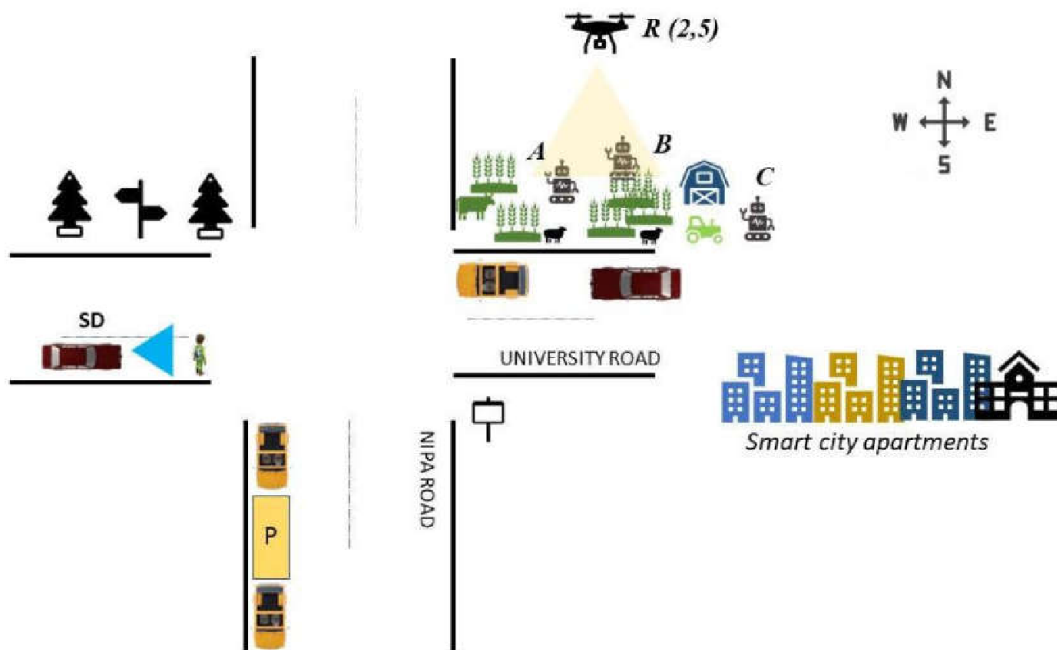 R (2,5)
N
W E
S
A
B
C
SD
UNIVERSITY ROAD
Smart city apartments
NIPA ROAD
P